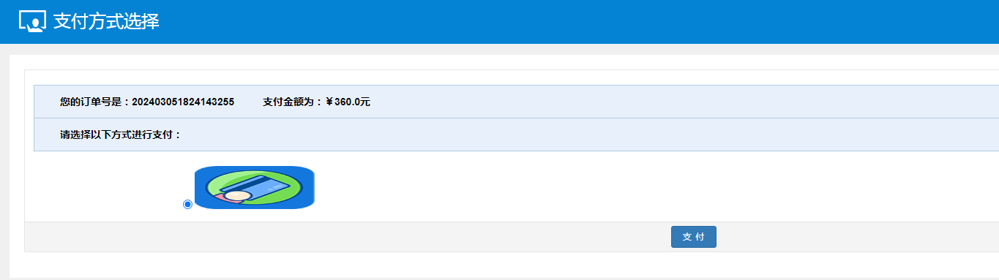 支付方式选择
您的订单号是：202403051824143255 支付金额为：￥360.0元
请选择以下方式进行支付：
支 付